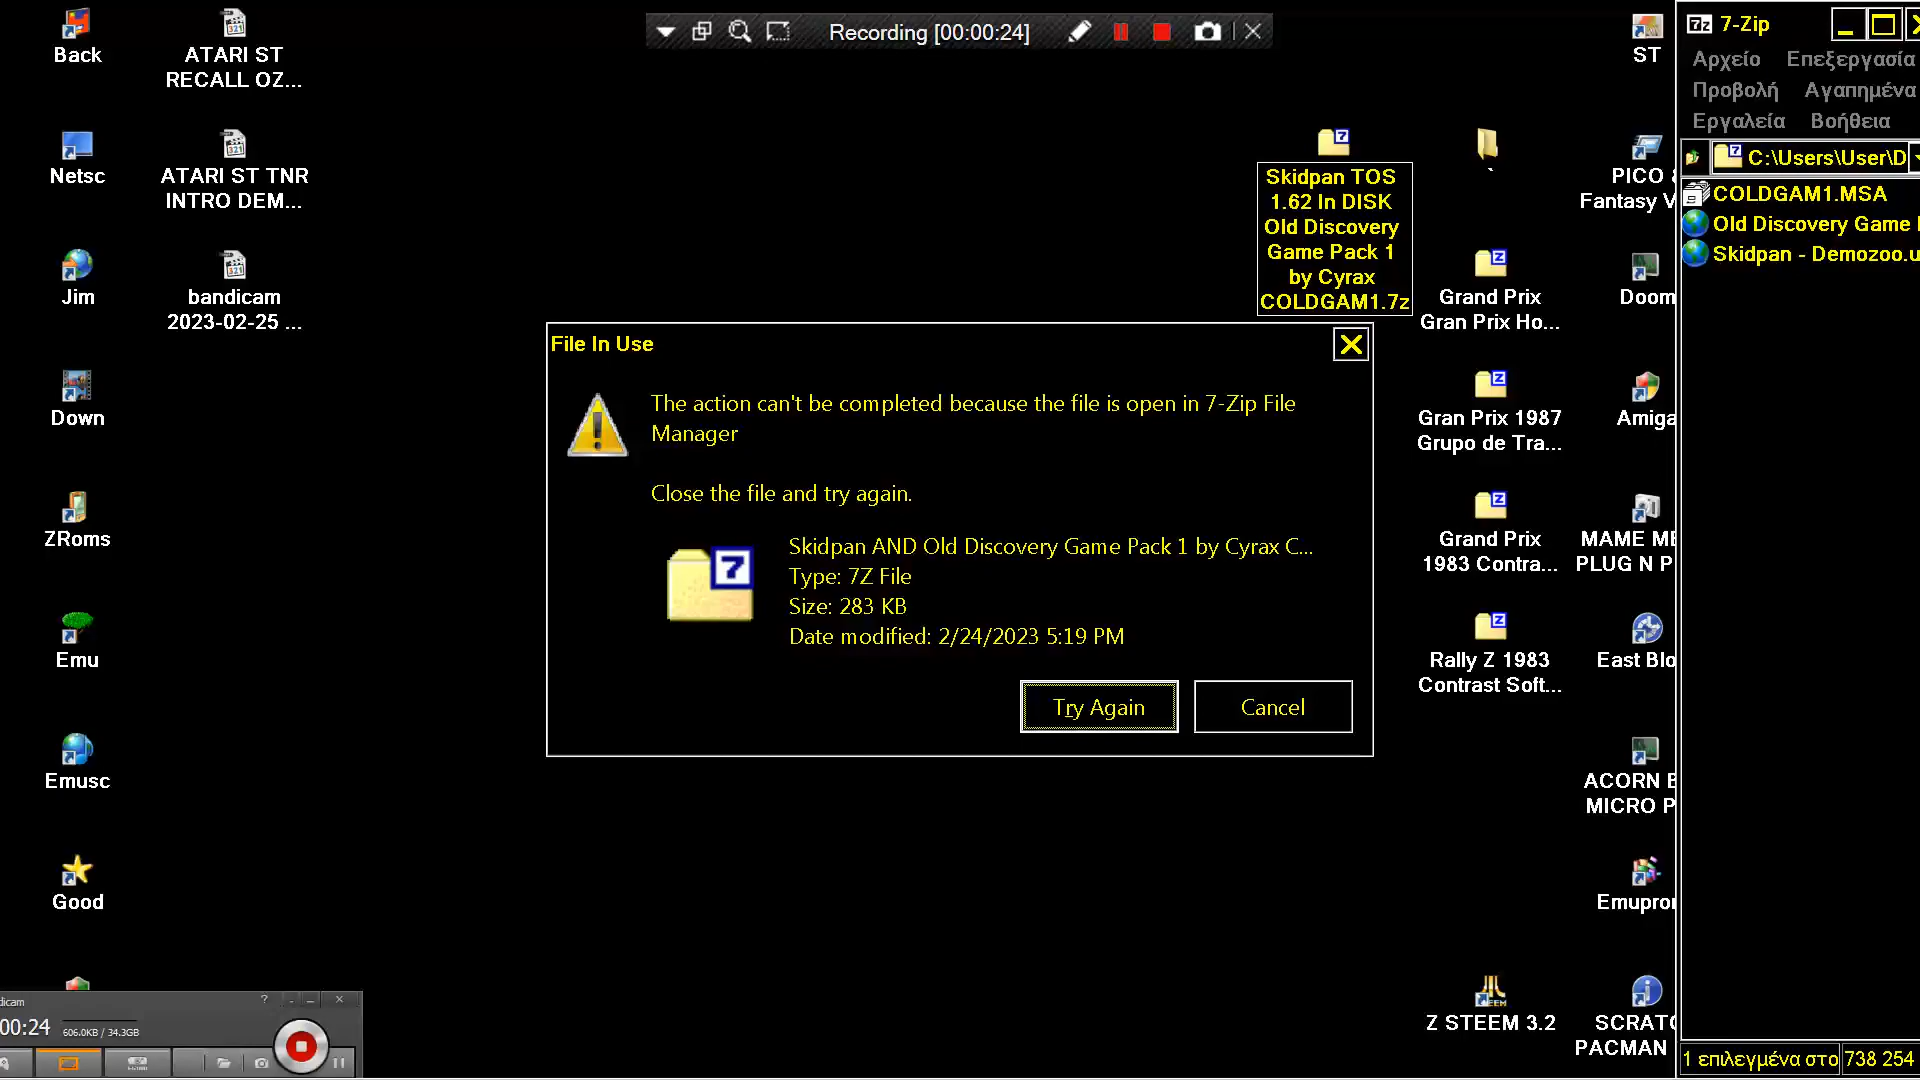 Back
ATARI ST
RECALL OZ...
Recording [00:00:24]
ST
7-Zip
Αρχείο Επεξεργασία
Προβολή Αγαπημένα
Εργαλεία Βοήθεια
C:\Users\User\D
COLDGAM1.MSA
Old Discovery Game
Skidpan - Demozoo.u
Netsc
ATARI ST TNR
INTRO DEM...
Skidpan TOS
1.62 In DISK
Old Discovery
Game Pack 1
by Cyrax
COLDGAM1.7z
`
PICO
Fantasy V
Jim
bandicam
2023-02-25 ...
Grand Prix
Gran Prix Ho...
Doom
File In Use
The action can't be completed because the file is open in 7-Zip File
Manager
Close the file and try again.
Skidpan AND Old Discovery Game Pack 1 by Cyrax C...
Type: 7Z File
Size: 283 KB
Date modified: 2/24/2023 5:19 PM
Try Again
Cancel
Down
Gran Prix 1987
Grupo de Tra...
Amiga
ZRoms
Grand Prix
1983 Contra...
MAME ME
PLUG N P
Emu
Rally Z 1983
Contrast Soft...
East Blo
Emusc
ACORN B
MICRO P
Good
Emupro
dicam
00:24
606.0KB / 34.3GB
Z STEEM 3.2
SCRATC
PACMAN
1 επιλεγμένα στο
738 254